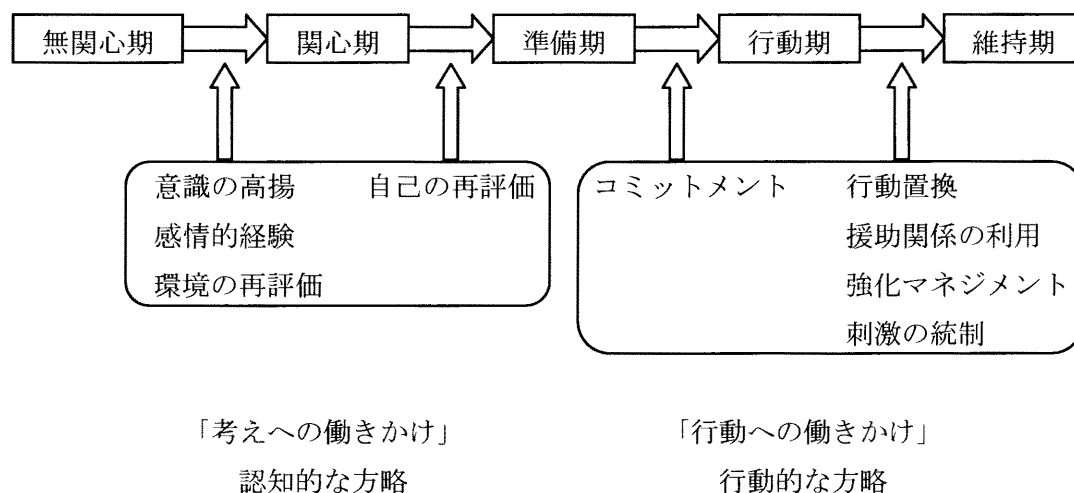 無関心期 関心期 準備期 行動期 維持期
意識の高揚 自己の再評価 コミットメント 行動置換
感情的経験 援助関係の利用
環境の再評価 強化マネジメント
刺激の統制
「考えへの働きかけ」 「行動への働きかけ」
認知的な方略 行動的な方略